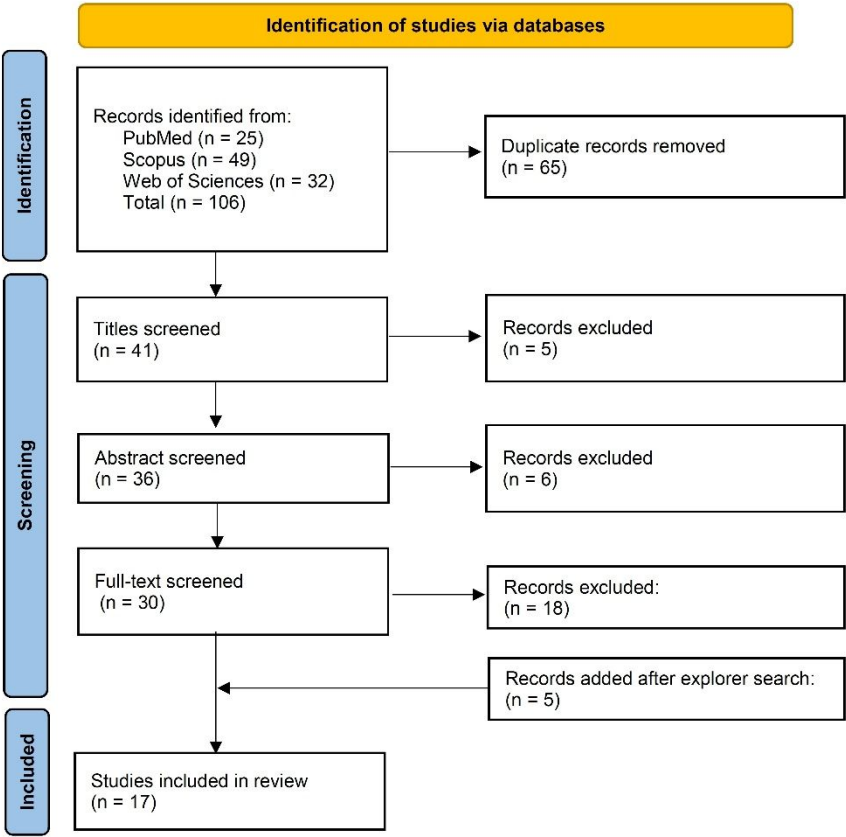 Identification of studies via databases
Identification
Records identified from:
PubMed (n = 25)
Scopus (n = 49)
Web of Sciences (n = 32)
Total (n = 106)
Duplicate records removed
(n = 65)
Screening
Titles screened
(n = 41)
Records excluded
(n = 5)
Abstract screened
(n = 36)
Records excluded
(n = 6)
Full-text screened
(n = 30)
Records excluded:
(n = 18)
Records added after explorer search:
(n = 5)
Included
Studies included in review
(n = 17)